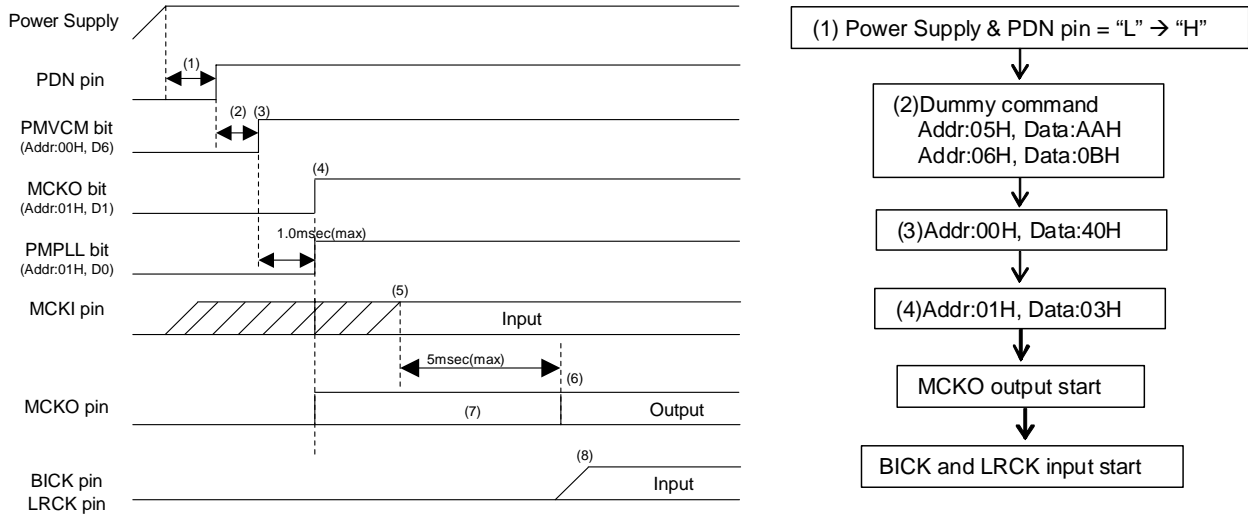 Power Supply
(1)
PDN pin
(2)
(3)
PMVCM bit
(Addr:00H, D6)
(4)
MCKO bit
(Addr:01H, D1)
1.0msec(max)
PMPLL bit
(Addr:01H, D0)
(5)
MCKI pin
Input
5msec(max)
(6)
MCKO pin
(7)
Output
(8)
BICK pin
LRCK pin
Input
(1) Power Supply & PDN pin = “L” → “H”
(2)Dummy command
Addr:05H, Data:AAH
Addr:06H, Data:0BH
(3)Addr:00H, Data:40H
(4)Addr:01H, Data:03H
MCKO output start
BICK and LRCK input start